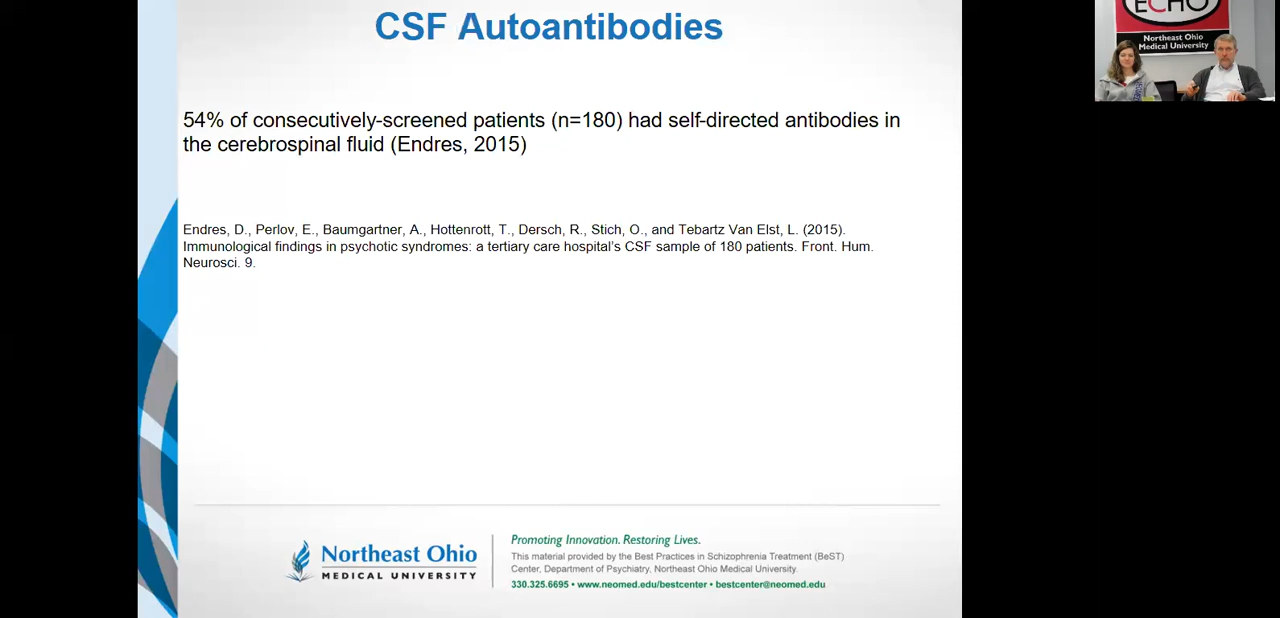 CSF Autoantibodies
54% of consecutively-screened patients (n=180) had self-directed antibodies in
the cerebrospinal fluid (Endres, 2015)
Endres, D., Perlov, E., Baumgartner, A., Hottenrott, T., Dersch, R., Stich, O., and Tebartz Van Elst, L. (2015).
Immunological findings in psychotic syndromes: a tertiary care hospital’s CSF sample of 180 patients. Front. Hum.
Neurosci. 9.
Northeast Ohio
MEDICAL UNIVERSITY
Promoting Innovation. Restoring Lives.
This material provided by the Best Practices in Schizophrenia Treatment (BeST)
Center, Department of Psychiatry, Northeast Ohio Medical University.
330.325.6695 • www.neomed.edu/bestcenter • bestcenter@neomed.edu
ECHO
Northeast Ohio
Medical University